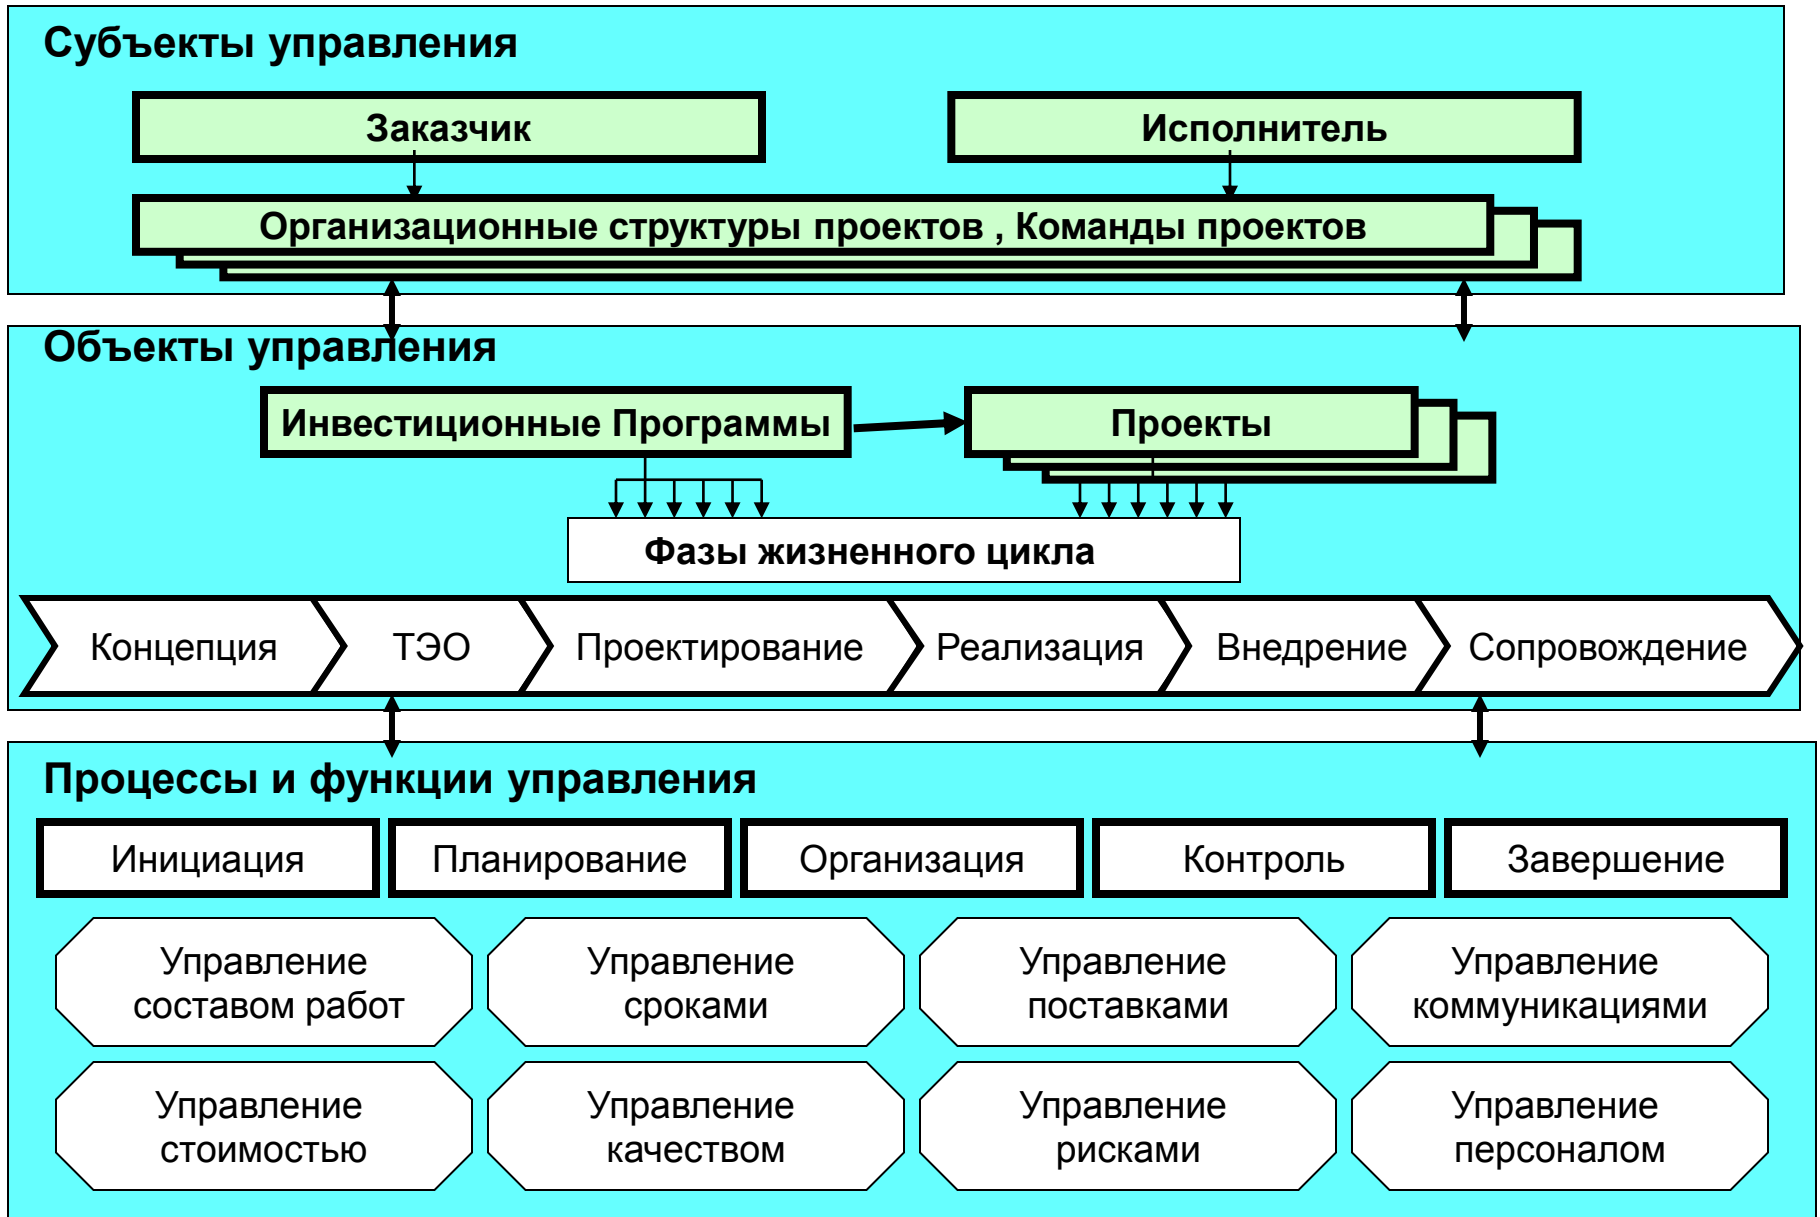 Субъекты управления
Заказчик
Исполнитель
Организационные структуры проектов , Команды проектов
Объекты управления
Инвестиционные Программы
Проекты
Фазы жизненного цикла
Концепция
ТЭО
Проектирование
Реализация
Внедрение
Сопровождение
Процессы и функции управления
Инициация
Планирование
Организация
Контроль
Завершение
Управление
составом работ
Управление
сроками
Управление
поставками
Управление
коммуникациями
Управление
стоимостью
Управление
качеством
Управление
рисками
Управление
персоналом